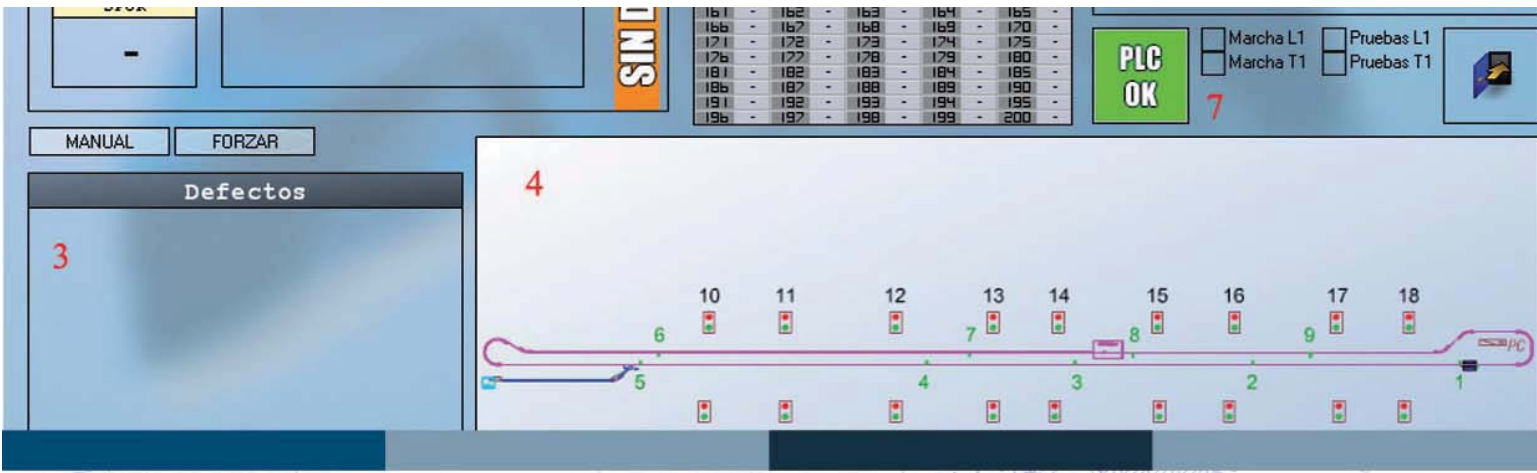 SIN D
161 - 162 - 163 - 164 - 165 -
166 - 167 - 168 - 169 - 170 -
171 - 172 - 173 - 174 - 175 -
176 - 177 - 178 - 179 - 180 -
181 - 182 - 183 - 184 - 185 -
186 - 187 - 188 - 189 - 190 -
191 - 192 - 193 - 194 - 195 -
196 - 197 - 198 - 199 - 200 -
-
PLC
OK
Marcha L1 Pruebas L1
Marcha T1 Pruebas T1
7
MANUAL FORZAR
Defectos
3
4
10 11 12 13 14 15 16 17 18
6 7 8 9
PC
5 4 3 2 1